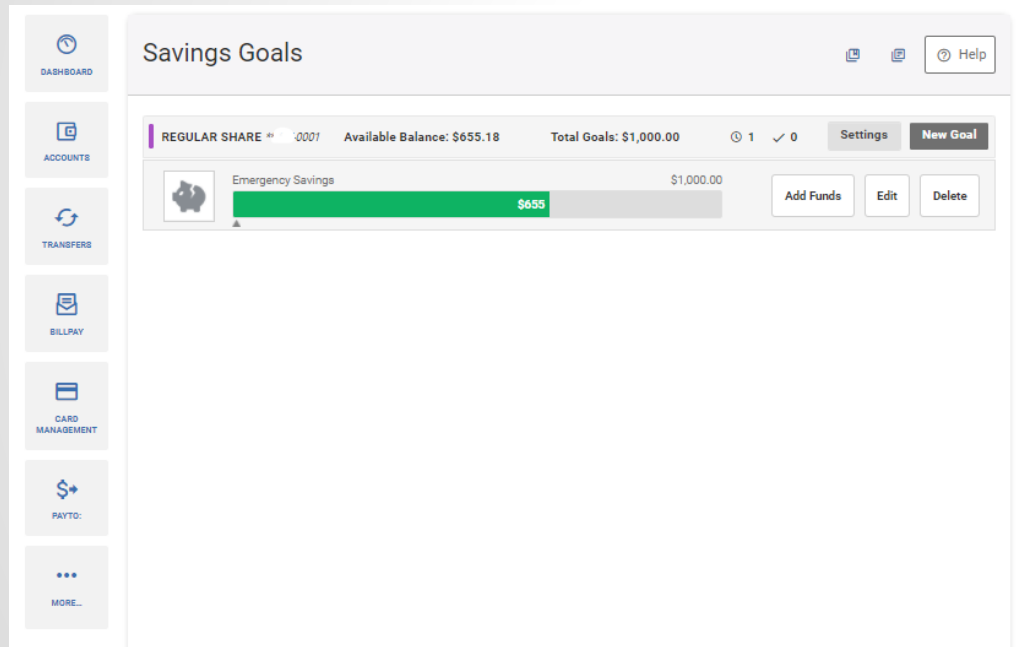 DASHBOARD
ACCOUNTS
TRANSFERS
BILLPAY
CARD
MANAGEMENT
PAYTO:
MORE...
Savings Goals
Help
REGULAR SHARE -0001 Available Balance: $655.18 Total Goals: $1,000.00 1 0 Settings New Goal
Emergency Savings $1,000.00
$655
Add Funds Edit Delete